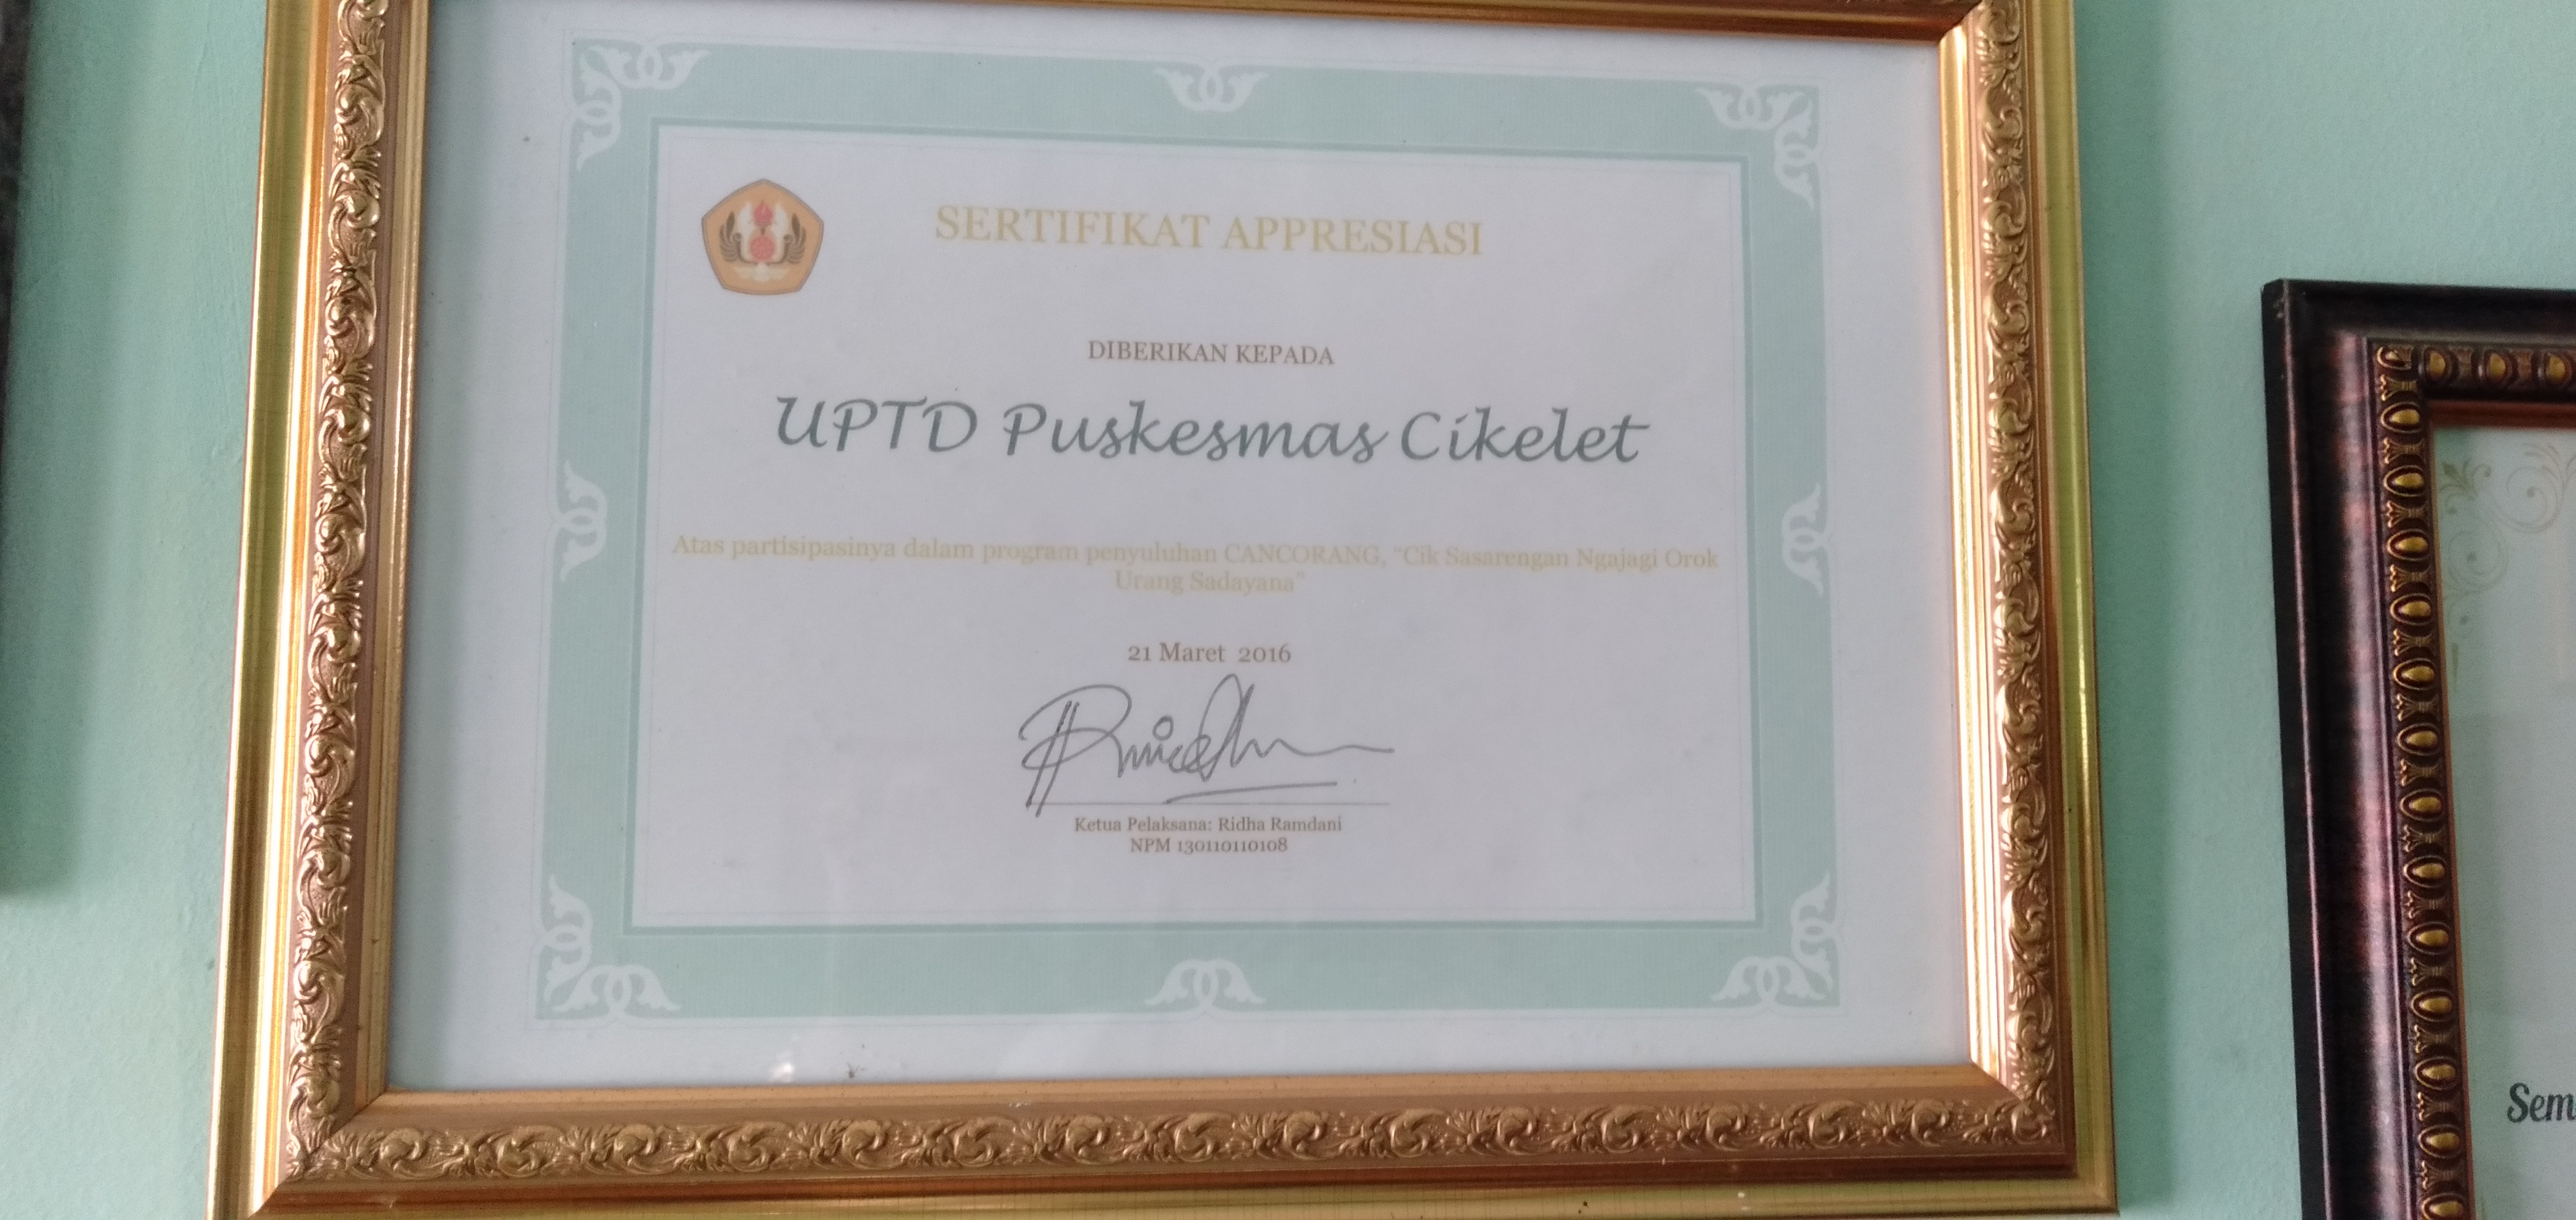 SERTIFIKAT APPRESIASI
DIBERIKAN KEPADA
UPTD Puskesmas Cikelet
Atas partisipasinya dalam program penyuluhan CANCORANG, "Cik Sasarengan Ngajagi Orok
Urang Sadayana"
21 Maret 2016
Ketua Pelaksana: Ridha Ramdani
NPM 130110110108
Sem